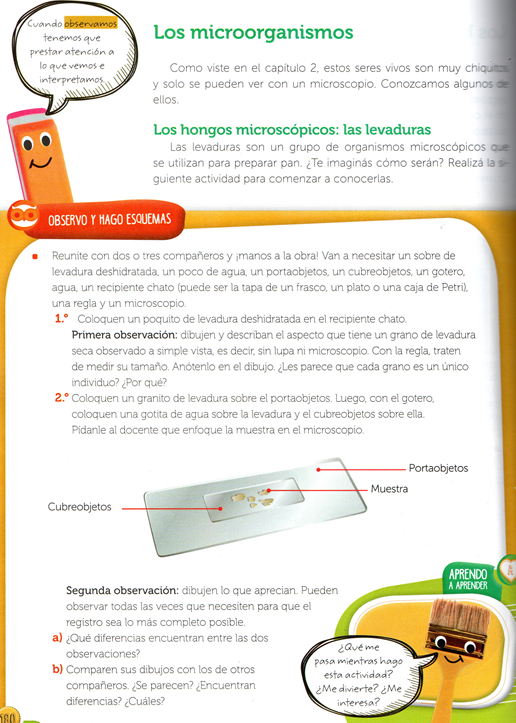 Cuando observamos
tenemos que
prestar atención a
lo que vemos e
interpretamos.
Los microorganismos
Como viste en el capítulo 2, estos seres vivos son muy chiquitos
y solo se pueden ver con un microscopio. Conozcamos algunos de
ellos.
Los hongos microscópicos: las levaduras
Las levaduras son un grupo de organismos microscópicos que
se utilizan para preparar pan. ¿Te imaginás cómo serán? Realizá la si-
guiente actividad para comenzar a conocerlas.
OBSERVO Y HAGO ESQUEMAS
Reunite con dos o tres compañeros y ¡manos a la obra! Van a necesitar un sobre de
levadura deshidratada, un poco de agua, un portaobjetos, un cubreobjetos, un gotero,
agua, un recipiente chato (puede ser la tapa de un frasco, un plato o una caja de Petri),
una regla y un microscopio.
1.° Coloquen un poquito de levadura deshidratada en el recipiente chato.
Primera observación: dibujen y describan el aspecto que tiene un grano de levadura
seca observado a simple vista, es decir, sin lupa ni microscopio. Con la regla, traten
de medir su tamaño. Anótenlo en el dibujo. ¿Les parece que cada grano es un único
individuo? ¿Por qué?
2.° Coloquen un granito de levadura sobre el portaobjetos. Luego, con el gotero,
coloquen una gotita de agua sobre la levadura y el cubreobjetos sobre ella.
Pídanle al docente que enfoque la muestra en el microscopio.
Portaobjetos
Muestra
Cubreobjetos
Segunda observación: dibujen lo que aprecian. Pueden
observar todas las veces que necesiten para que el
registro sea lo más completo posible.
a) ¿Qué diferencias encuentran entre las dos
observaciones?
b) Comparen sus dibujos con los de otros
compañeros. ¿Se parecen? ¿Encuentran
diferencias? ¿Cuáles?
APRENDO
A APRENDER
¿Qué me
pasa mientras hago
esta actividad?
¿Me divierte? ¿Me
interesa?